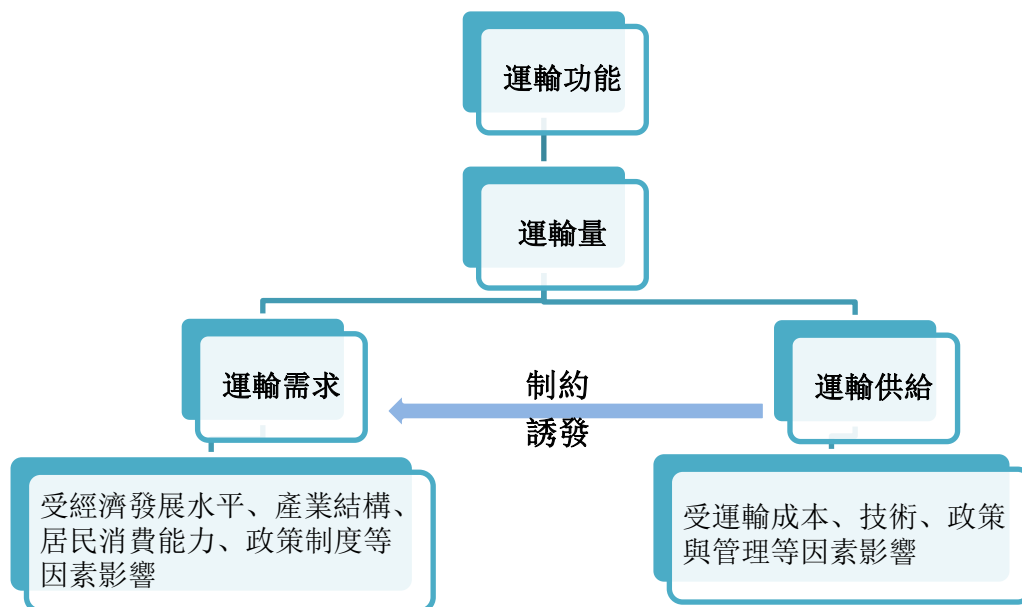 運輸功能
運輸量
運輸需求
制約
誘發
運輸供給
受經濟發展水平、產業結構、
居民消費能力、政策制度等
因素影響
受運輸成本、技術、政策
與管理等因素影響